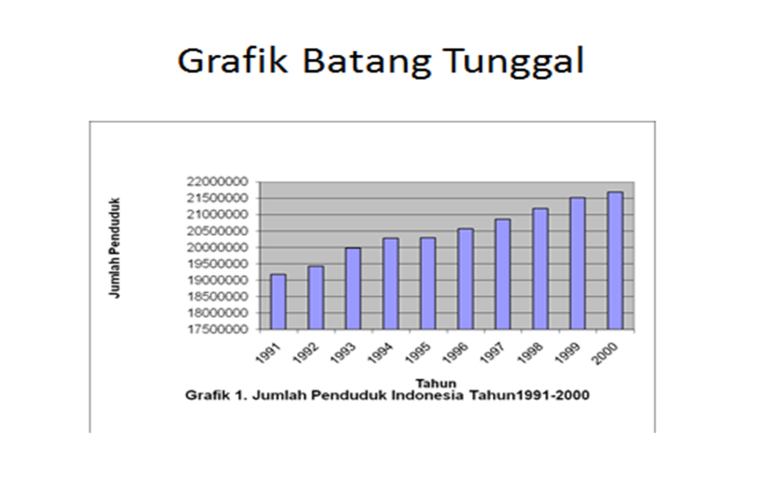 Grafik Batang Tunggal
Jumlah Penduduk
22000000
21500000
21000000
20500000
20000000
19500000
19000000
18500000
18000000
17500000
1991 1992 1993 1994 1995 1996 1997 1998 1999 2000
Tahun
Grafik 1. Jumlah Penduduk Indonesia Tahun1991-2000